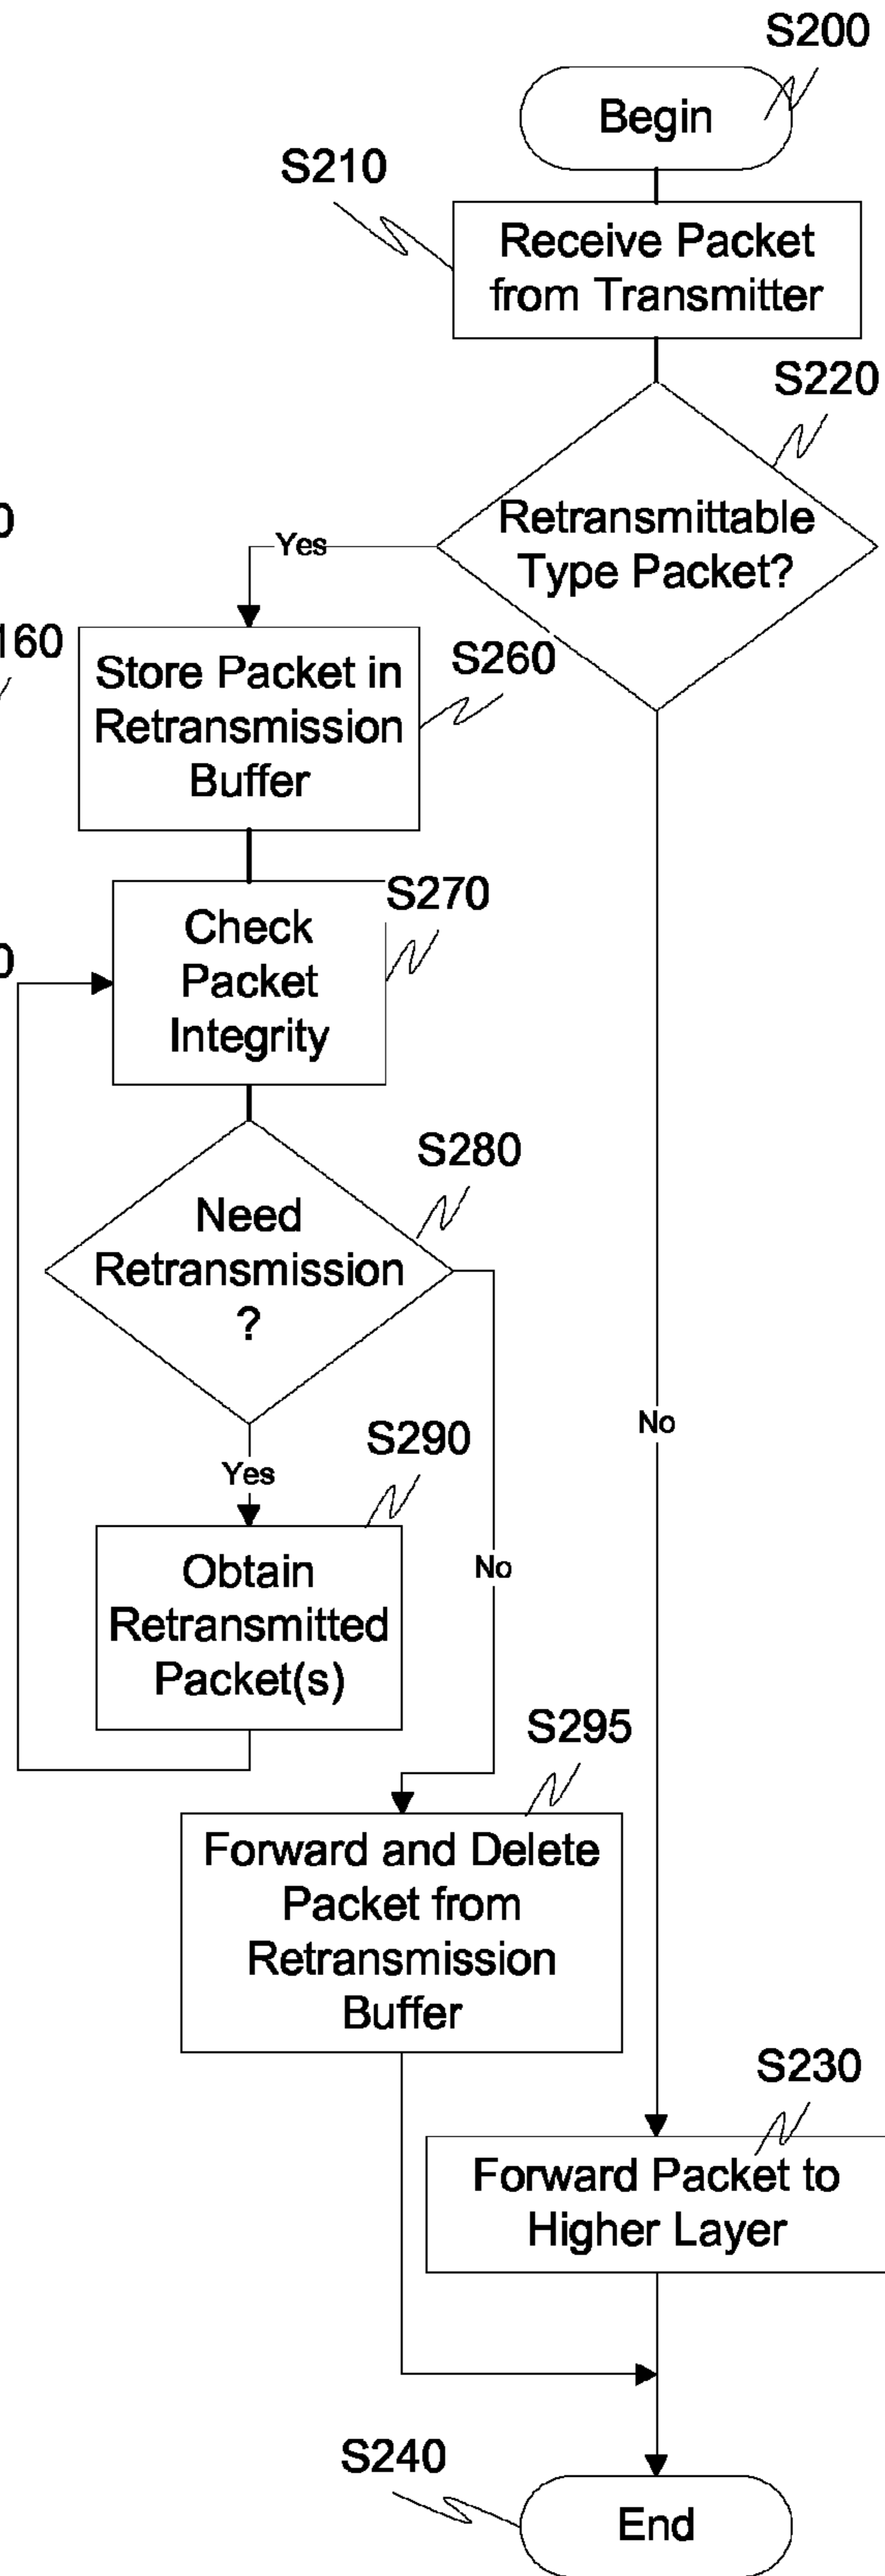 S200
Begin
S210
Receive Packet
from Transmitter
S220
Retransmittable
Type Packet?
Yes
0
160
Store Packet in
Retransmission
Buffer
S260
Check
Packet
Integrity
S270
0
Need
Retransmission
?
S280
No
Yes
S290
Obtain
Retransmitted
Packet(s)
No
S295
Forward and Delete
Packet from
Retransmission
Buffer
S230
Forward Packet to
Higher Layer
S240
End